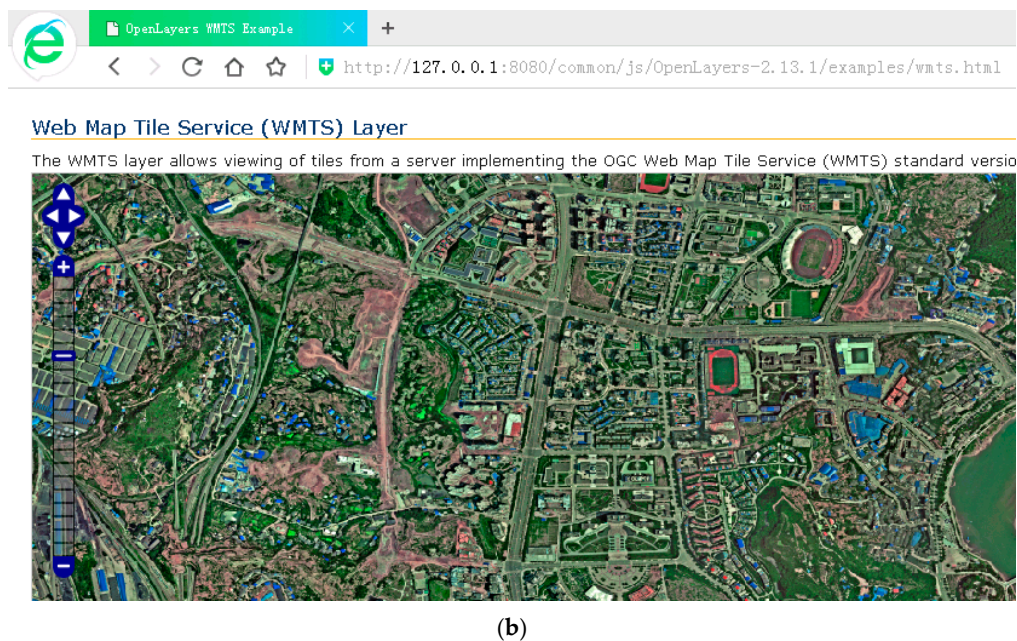 OpenLayers WMTS Example
http://127.0.0.1:8080/common/js/OpenLayers-2.13.1/examples/wmts.html
Web Map Tile Service (WMTS) Layer
The WMTS layer allows viewing of tiles from a server implementing the OGC Web Map Tile Service (WMTS) standard versio
(b)